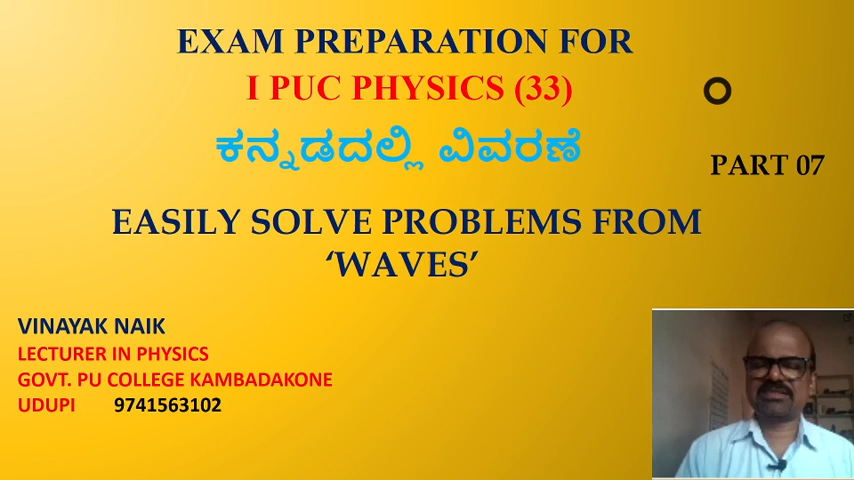 EXAM PREPARATION FOR
I PUC PHYSICS (33)
ಕನ್ನಡದಲ್ಲಿ ವಿವರಣೆ
PART 07
EASILY SOLVE PROBLEMS FROM
‘WAVES’
VINAYAK NAIK
LECTURER IN PHYSICS
GOVT. PU COLLEGE KAMBADAKONE
UDUPI 9741563102